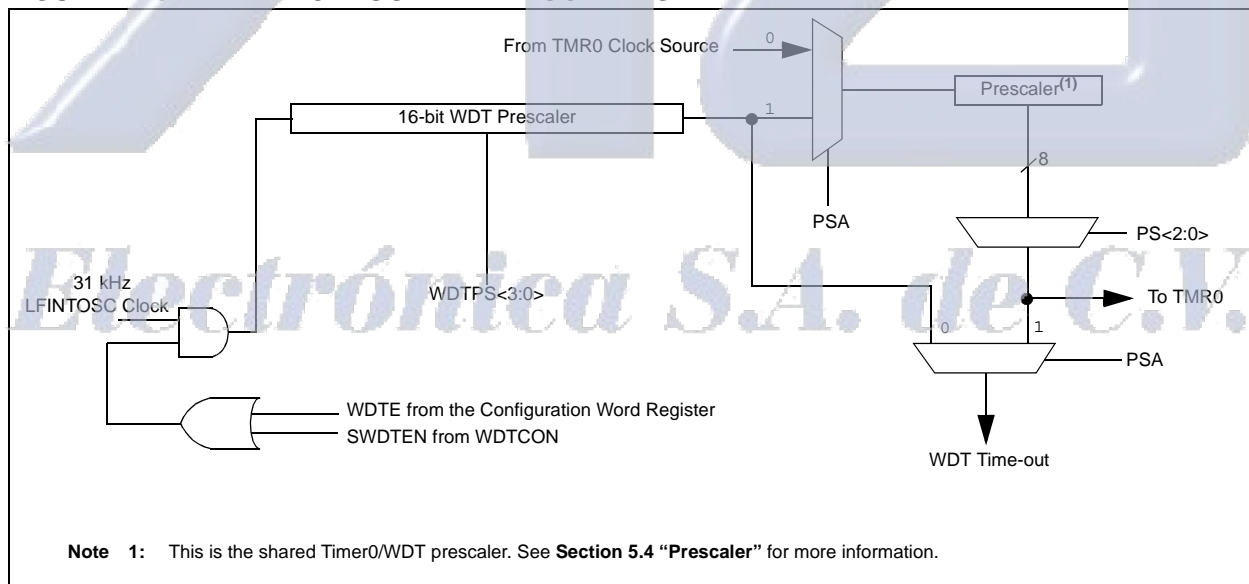 From TMR0 Clock Source
0
Prescaler(1)
16-bit WDT Prescaler
1
8
PSA
PS<2:0>
31 kHz
LFINTOSC Clock
WDTPS<3:0>
To TMR0
Electrónica S.A. de C.V.
0
1
PSA
WDTE from the Configuration Word Register
SWDTEN from WDTCON
WDT Time-out
Note 1: This is the shared Timer0/WDT prescaler. See Section 5.4 “Prescaler” for more information.